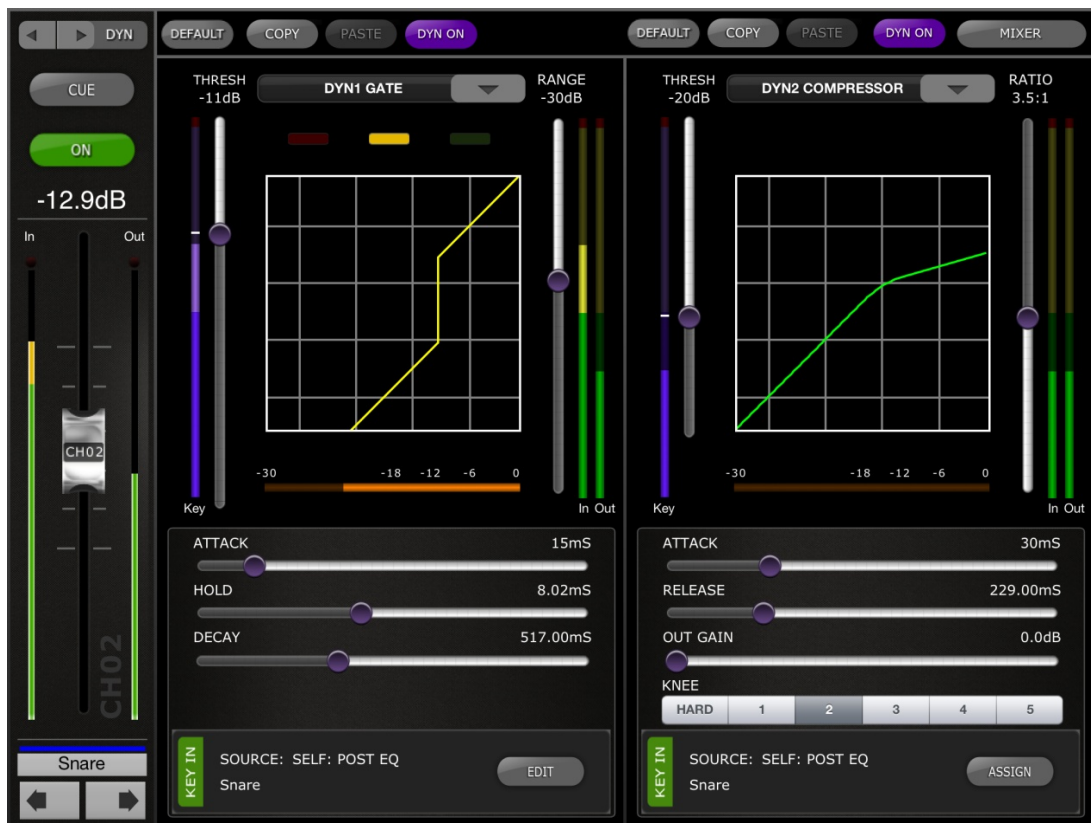 DYN
CUE
ON
-12.9dB
In Out
CH02
CH02
Snare
DEFAULT COPY PASTE DYN ON
THRESH
-11dB
DYN1 GATE
RANGE
-30dB
-30 -18 -12 -6 0
Key In Out
ATTACK 15mS
HOLD 8.02mS
DECAY 517.00mS
KEY IN
SOURCE: SELF: POST EQ
Snare
EDIT
DEFAULT COPY PASTE DYN ON MIXER
THRESH
-20dB
DYN2 COMPRESSOR
RATIO
3.5:1
-30 -18 -12 -6 0
Key In Out
ATTACK 30mS
RELEASE 229.00mS
OUT GAIN 0.0dB
KNEE
HARD 1 2 3 4 5
KEY IN
SOURCE: SELF: POST EQ
Snare
ASSIGN